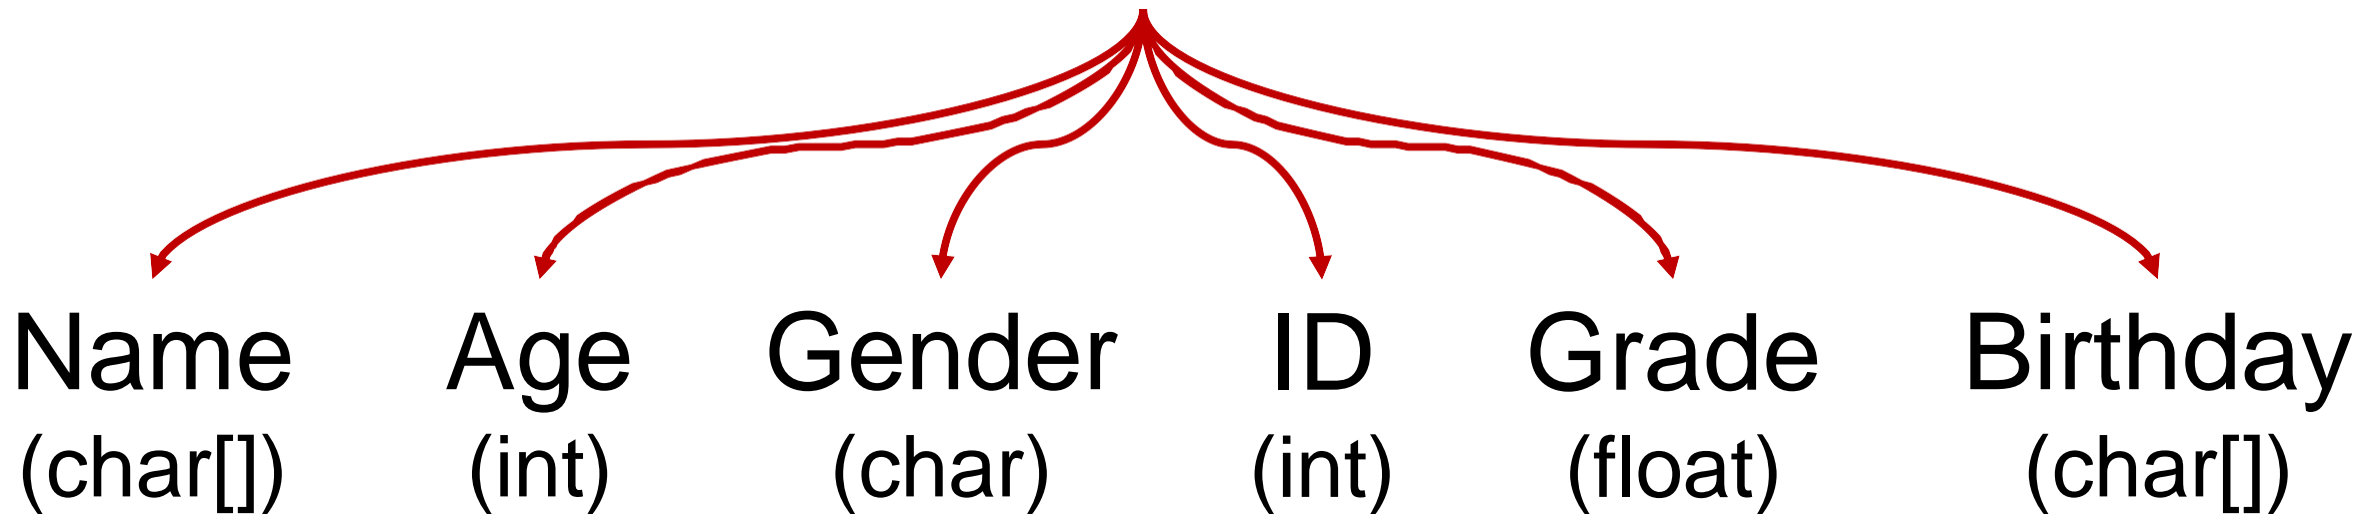 Name Age Gender ID Grade Birthday
(char[]) (int) (char) (int) (float) (char[])